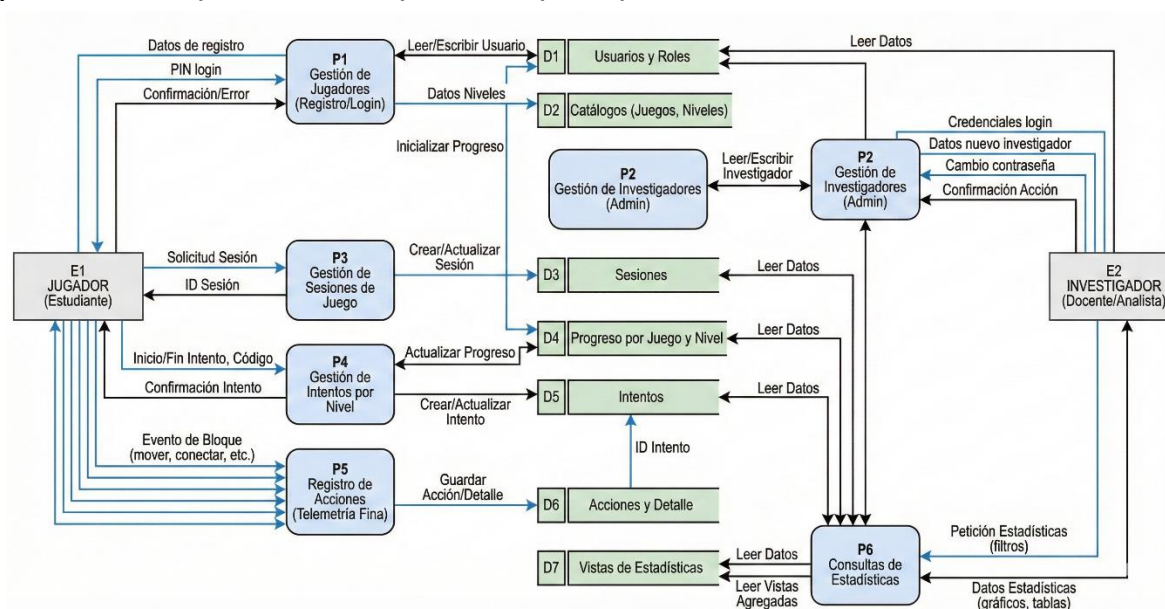 Datos de registro
PIN login
Confirmación/Error
P1
Gestión de
Jugadores
(Registro/Login)
Leer/Escribir Usuario
Datos Niveles
Inicializar Progreso
D1
Usuarios y Roles
D2
Catálogos (Juegos, Niveles)
Leer Datos
P2
Gestión de Investigadores
(Admin)
Leer/Escribir
Investigador
P2
Gestión de
Investigadores
(Admin)
Credenciales login
Datos nuevo investigador
Cambio contraseña
Confirmación Acción
E1
JUGADOR
(Estudiante)
Solicitud Sesión
ID Sesión
P3
Gestión de
Sesiones de
Juego
Crear/Actualizar
Sesión
D3
Sesiones
Leer Datos
E2
INVESTIGADOR
(Docente/Analista)
Inicio/Fin Intento, Código
Confirmación Intento
P4
Gestión de
Intentos por
Nivel
Actualizar Progreso
Crear/Actualizar
Intento
D4
Progreso por Juego y Nivel
Leer Datos
D5
Intentos
Leer Datos
ID Intento
Evento de Bloque
(mover, conectar, etc.)
P5
Registro de
Acciones
(Telemetría Fina)
Guardar
Acción/Detalle
D6
Acciones y Detalle
D7
Vistas de Estadísticas
Leer Datos
Leer Vistas
Agregadas
P6
Consultas de
Estadísticas
Petición Estadísticas
(filtros)
Datos Estadísticas
(gráficos, tablas)